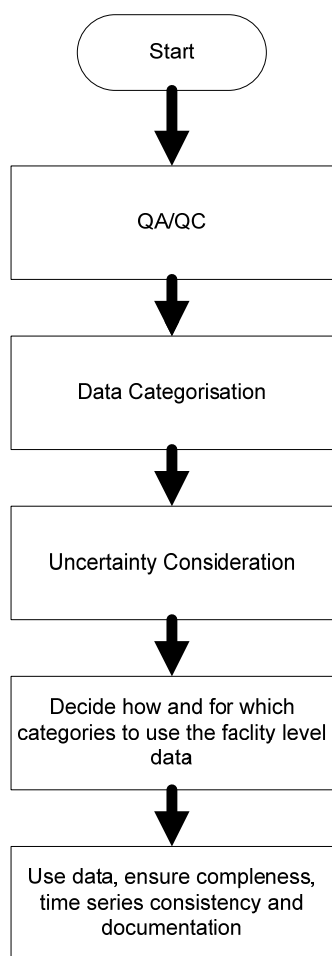 Start
QA/QC
Data Categorisation
Uncertainty Consideration
Decide how and for which
categories to use the faclity level
data
Use data, ensure compleness,
time series consistency and
documentation